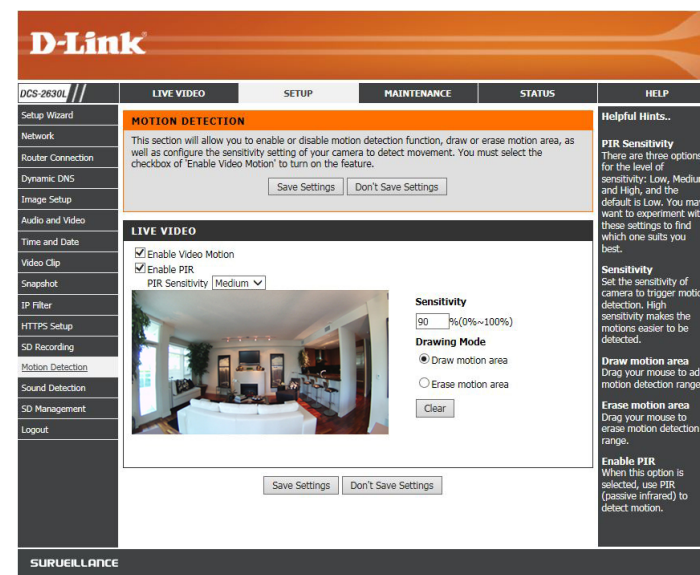 D-Link
DCS-2630L
LIVE VIDEO
SETUP
MAINTENANCE
STATUS
HELP
Setup Wizard
Network
Router Connection
Dynamic DNS
Image Setup
Audio and Video
Time and Date
Video Clip
Snapshot
IP Filter
HTTPS Setup
SD Recording
Motion Detection
Sound Detection
SD Management
Logout
MOTION DETECTION
This section will allow you to enable or disable motion detection function, draw or erase motion area, as
well as configure the sensitivity setting of your camera to detect movement. You must select the
checkbox of 'Enable Video Motion' to turn on the feature.
Save Settings
Don't Save Settings
LIVE VIDEO
Enable Video Motion
Enable PIR
PIR Sensitivity Medium
Sensitivity
90 %(0%~100%)
Drawing Mode
Draw motion area
Erase motion area
Clear
Save Settings
Don't Save Settings
Helpful Hints..
PIR Sensitivity
There are three options
for the level of
sensitivity: Low, Medium
and High, and the
default is Low. You may
want to experiment wit
these settings to find
which one suits you
best.
Sensitivity
Set the sensitivity of
camera to trigger motio
detection. High
sensitivity makes the
motions easier to be
detected.
Draw motion area
Drag your mouse to ad
motion detection range
Erase motion area
Drag your mouse to
erase motion detection
range.
Enable PIR
When this option is
selected, use PIR
(passive infrared) to
detect motion.
SURVEILLANCE